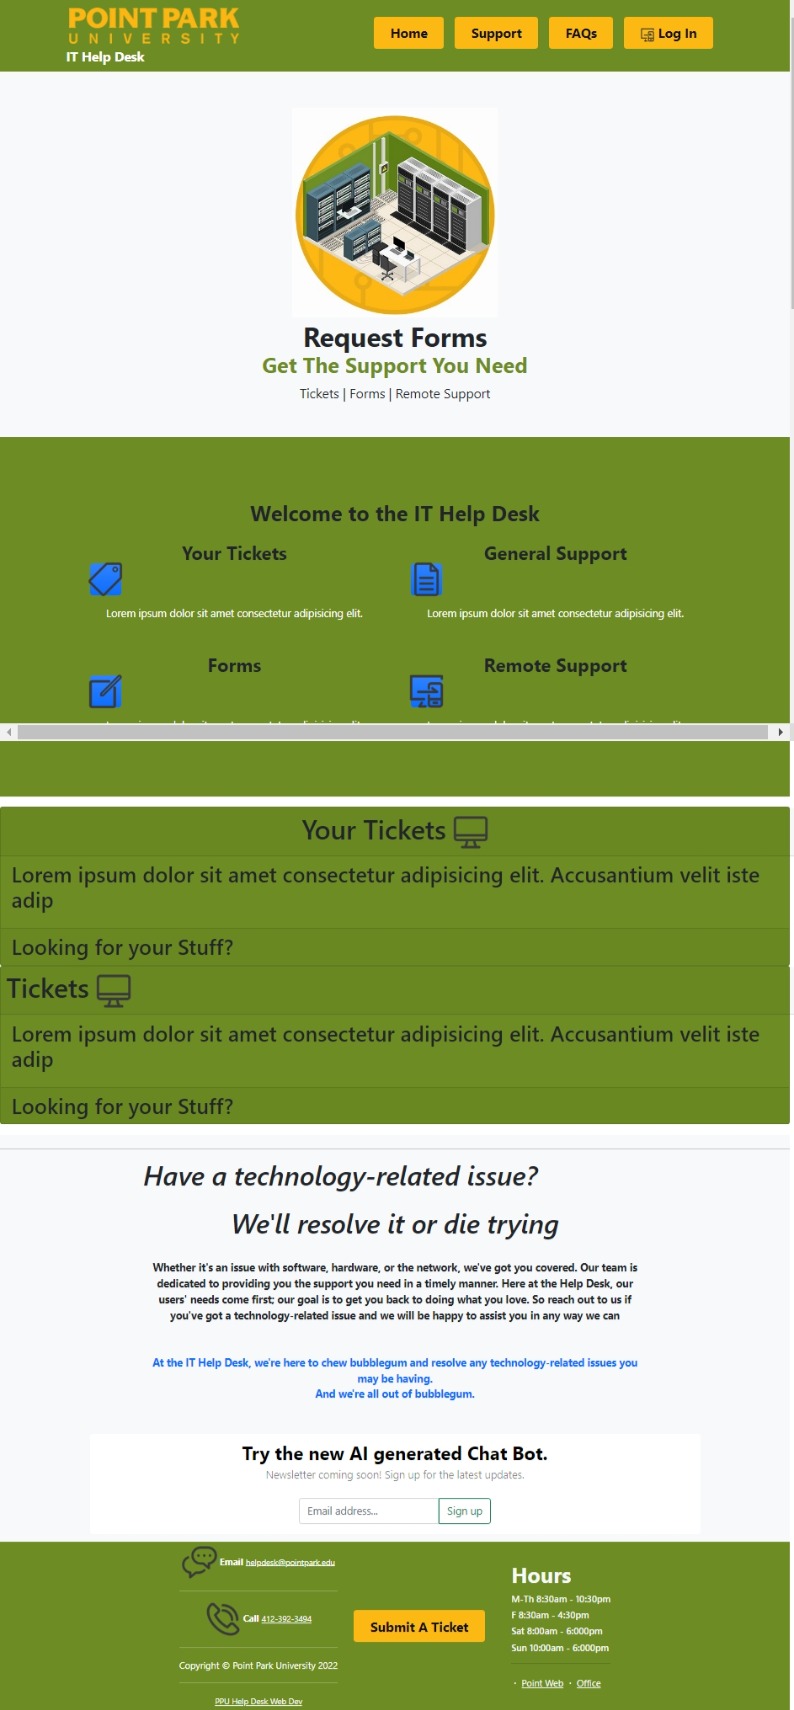 POINT PARK
UNIVERSITY
IT Help Desk
Home
Support
FAQs
Log In
Request Forms
Get The Support You Need
Tickets | Forms | Remote Support
Welcome to the IT Help Desk
Your Tickets
General Support
Lorem ipsum dolor sit amet consectetur adipisicing elit.
Lorem ipsum dolor sit amet consectetur adipisicing elit.
Forms
Remote Support
Your Tickets
Lorem ipsum dolor sit amet consectetur adipisicing elit. Accusantium velit iste
adip
Looking for your Stuff?
Tickets
Lorem ipsum dolor sit amet consectetur adipisicing elit. Accusantium velit iste
adip
Looking for your Stuff?
Have a technology-related issue?
We'll resolve it or die trying
Whether it's an issue with software, hardware, or the network, we've got you covered. Our team is
dedicated to providing you the support you need in a timely manner. Here at the Help Desk, our
users' needs come first; our goal is to get you back to doing what you love. So reach out to us if
you've got a technology-related issue and we will be happy to assist you in any way we can
At the IT Help Desk, we're here to chew bubblegum and resolve any technology-related issues you
may be having.
And we're all out of bubblegum.
Try the new AI generated Chat Bot.
Newsletter coming soon! Sign up for the latest updates.
Email address...
Sign up
Email helpdesk@pointpark.edu
Call 412-392-3494
Copyright © Point Park University 2022
PPU Help Desk Web Dev
Submit A Ticket
Hours
M-Th 8:30am - 10:30pm
F 8:30am - 4:30pm
Sat 8:00am - 6:000pm
Sun 10:00am - 6:000pm
· Point Web · Office